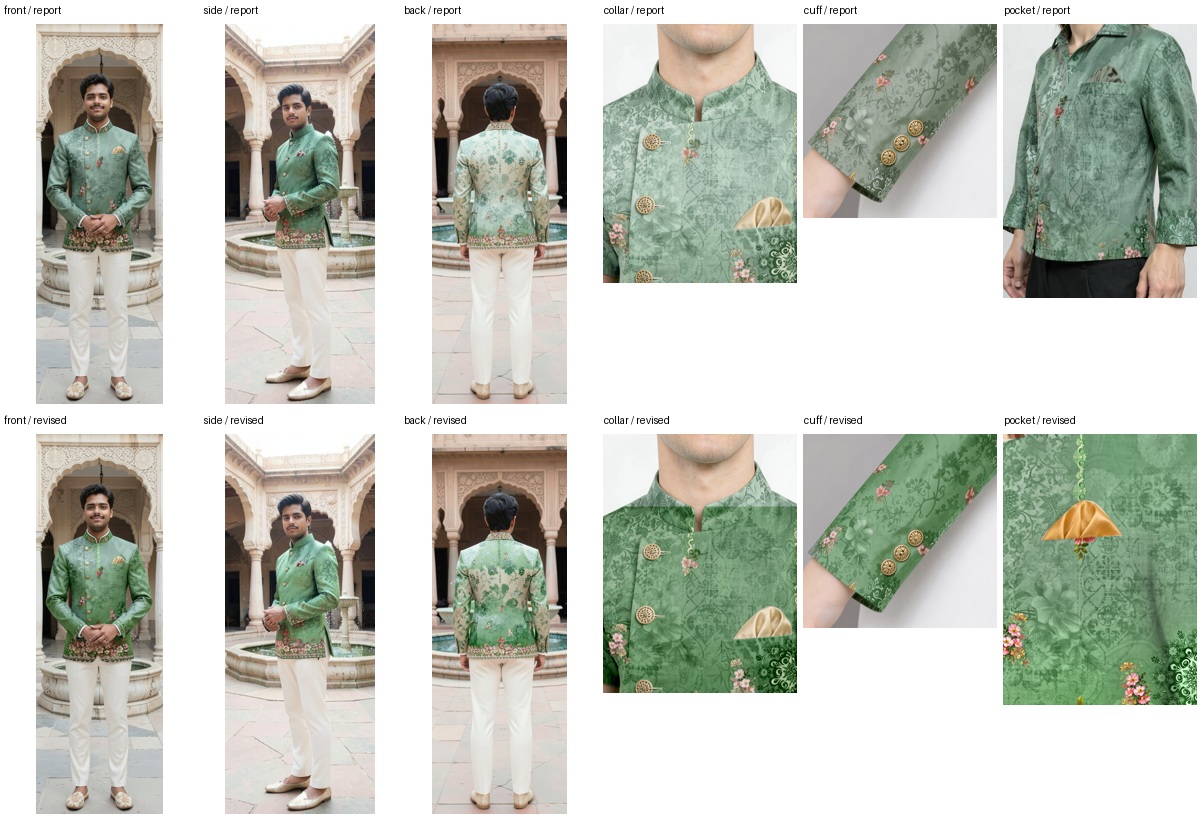 front / report
side / report
back / report
collar / report
cuff / report
pocket / report
front / revised
side / revised
back / revised
collar / revised
cuff / revised
pocket / revised